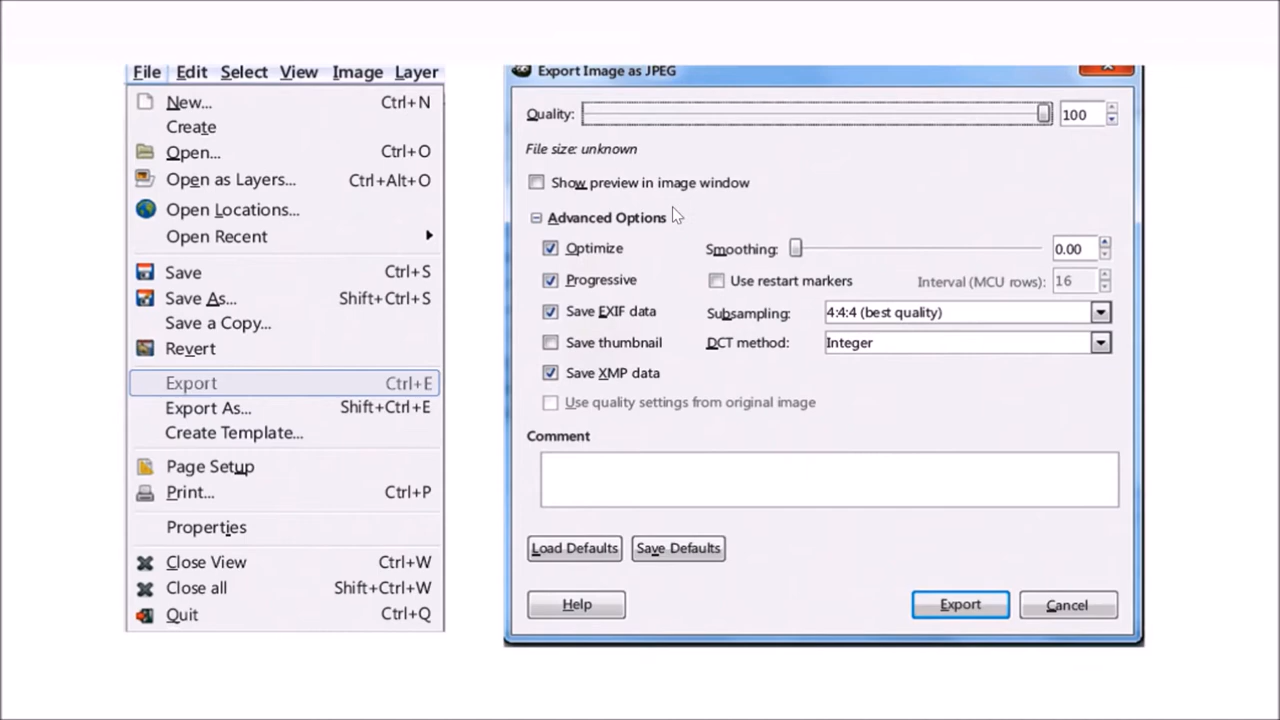 File Edit Select View Image Layer
New... Ctrl+N
Create
Open... Ctrl+O
Open as Layers... Ctrl+Alt+O
Open Locations...
Open Recent
Save Ctrl+S
Save As... Shift+Ctrl+S
Save a Copy...
Revert
Export Ctrl+E
Export As... Shift+Ctrl+E
Create Template...
Page Setup
Print... Ctrl+P
Properties
Close View Ctrl+W
Close all Shift+Ctrl+W
Quit Ctrl+Q
Export Image as JPEG
Quality: 100
File size: unknown
Show preview in image window
Advanced Options
Optimize Smoothing: 0.00
Progressive Use restart markers Interval (MCU rows): 16
Save EXIF data Subsampling: 4:4:4 (best quality)
Save thumbnail DCT method: Integer
Save XMP data
Use quality settings from original image
Comment
Load Defaults Save Defaults
Help Export Cancel